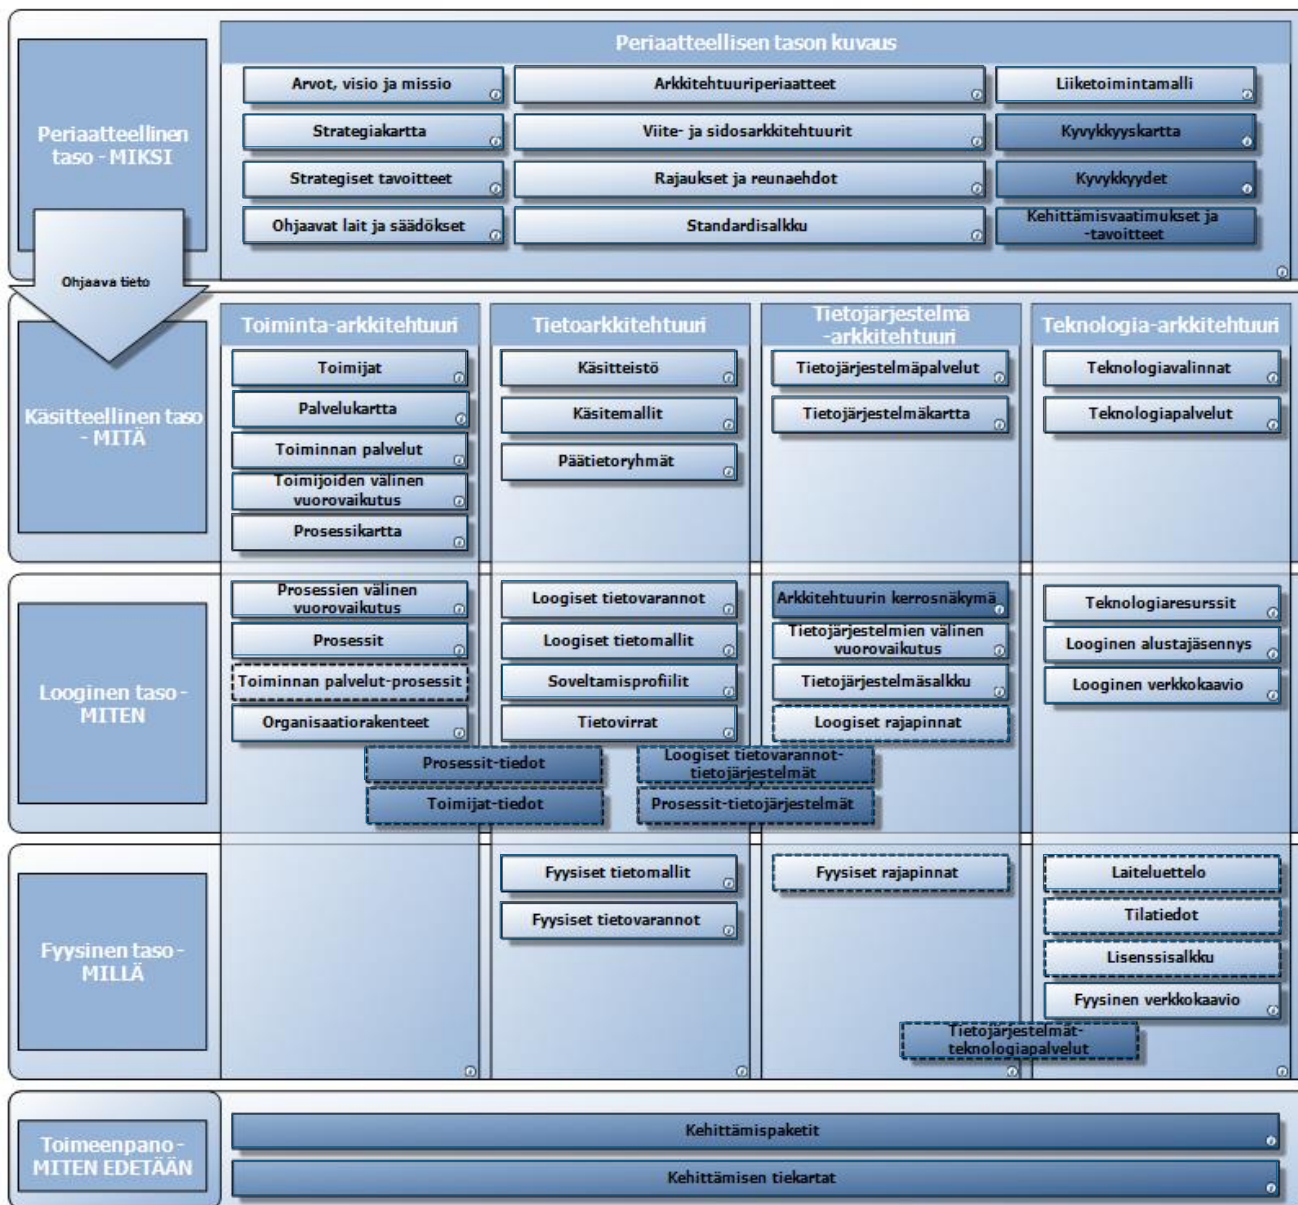 Periaatteellisen tason kuvaus
Periaatteellinen
taso - MIKSI
Arvot, visio ja missio
Arkkitehtuuriperiaatteet
Liiketoimintamalli
Strategiakartta
Viite- ja sidosarkkitehtuurit
Kyvykkyyskartta
Strategiset tavoitteet
Rajaukset ja reunaehdot
Kyvykkyydet
Ohjaavat lait ja säädökset
Standardisalkku
Kehittämisvaatimukset ja
-tavoitteet
Ohjaava tieto
Käsitteellinen taso
- MITÄ
Toiminta-arkkitehtuuri
Toimijat
Palvelukartta
Toiminnan palvelut
Toimijoiden välinen
vuorovaikutus
Prosessikartta
Tietoarkkitehtuuri
Käsitteistö
Käsitemallit
Päätietoryhmät
Tietojärjestelmä
-arkkitehtuuri
Tietojärjestelmäpalvelut
Tietojärjestelmäkartta
Teknologia-arkkitehtuuri
Teknologiavalinnat
Teknologiapalvelut
Looginen taso -
MITEN
Prosessien välinen
vuorovaikutus
Prosessit
Toiminnan palvelut-prosessit
Organisaatiorakenteet
Loogiset tietovarannot
Loogiset tietomallit
Soveltamisprofiilit
Tietovirrat
Arkkitehtuurin kerrosnäkymä
Tietojärjestelmien välinen
vuorovaikutus
Tietojärjestelmäsalkku
Loogiset rajapinnat
Teknologiaresurssit
Looginen alustajäsennys
Looginen verkkokaavio
Prosessit-tiedot
Loogiset tietovarannot-
tietojärjestelmät
Toimijat-tiedot
Prosessit-tietojärjestelmät
Fyysinen taso -
MILLÄ
Fyysiset tietomallit
Fyysiset tietovarannot
Fyysiset rajapinnat
Laiteluettelo
Tilatiedot
Lisenssisalkku
Fyysinen verkkokaavio
Tietojärjestelmät-
teknologiapalvelut
Toimeenpano -
MITEN EDETÄÄN
Kehittämispaketit
Kehittämisen tiekartat